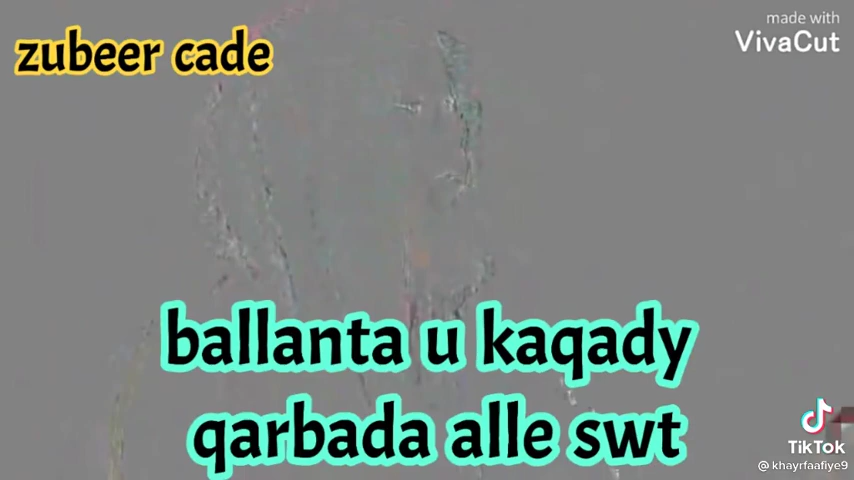 made with
zubeer cade
VivaCut
ballanta u kaqady
qarbada alle swt
TikTok
@khayrfaafiye9